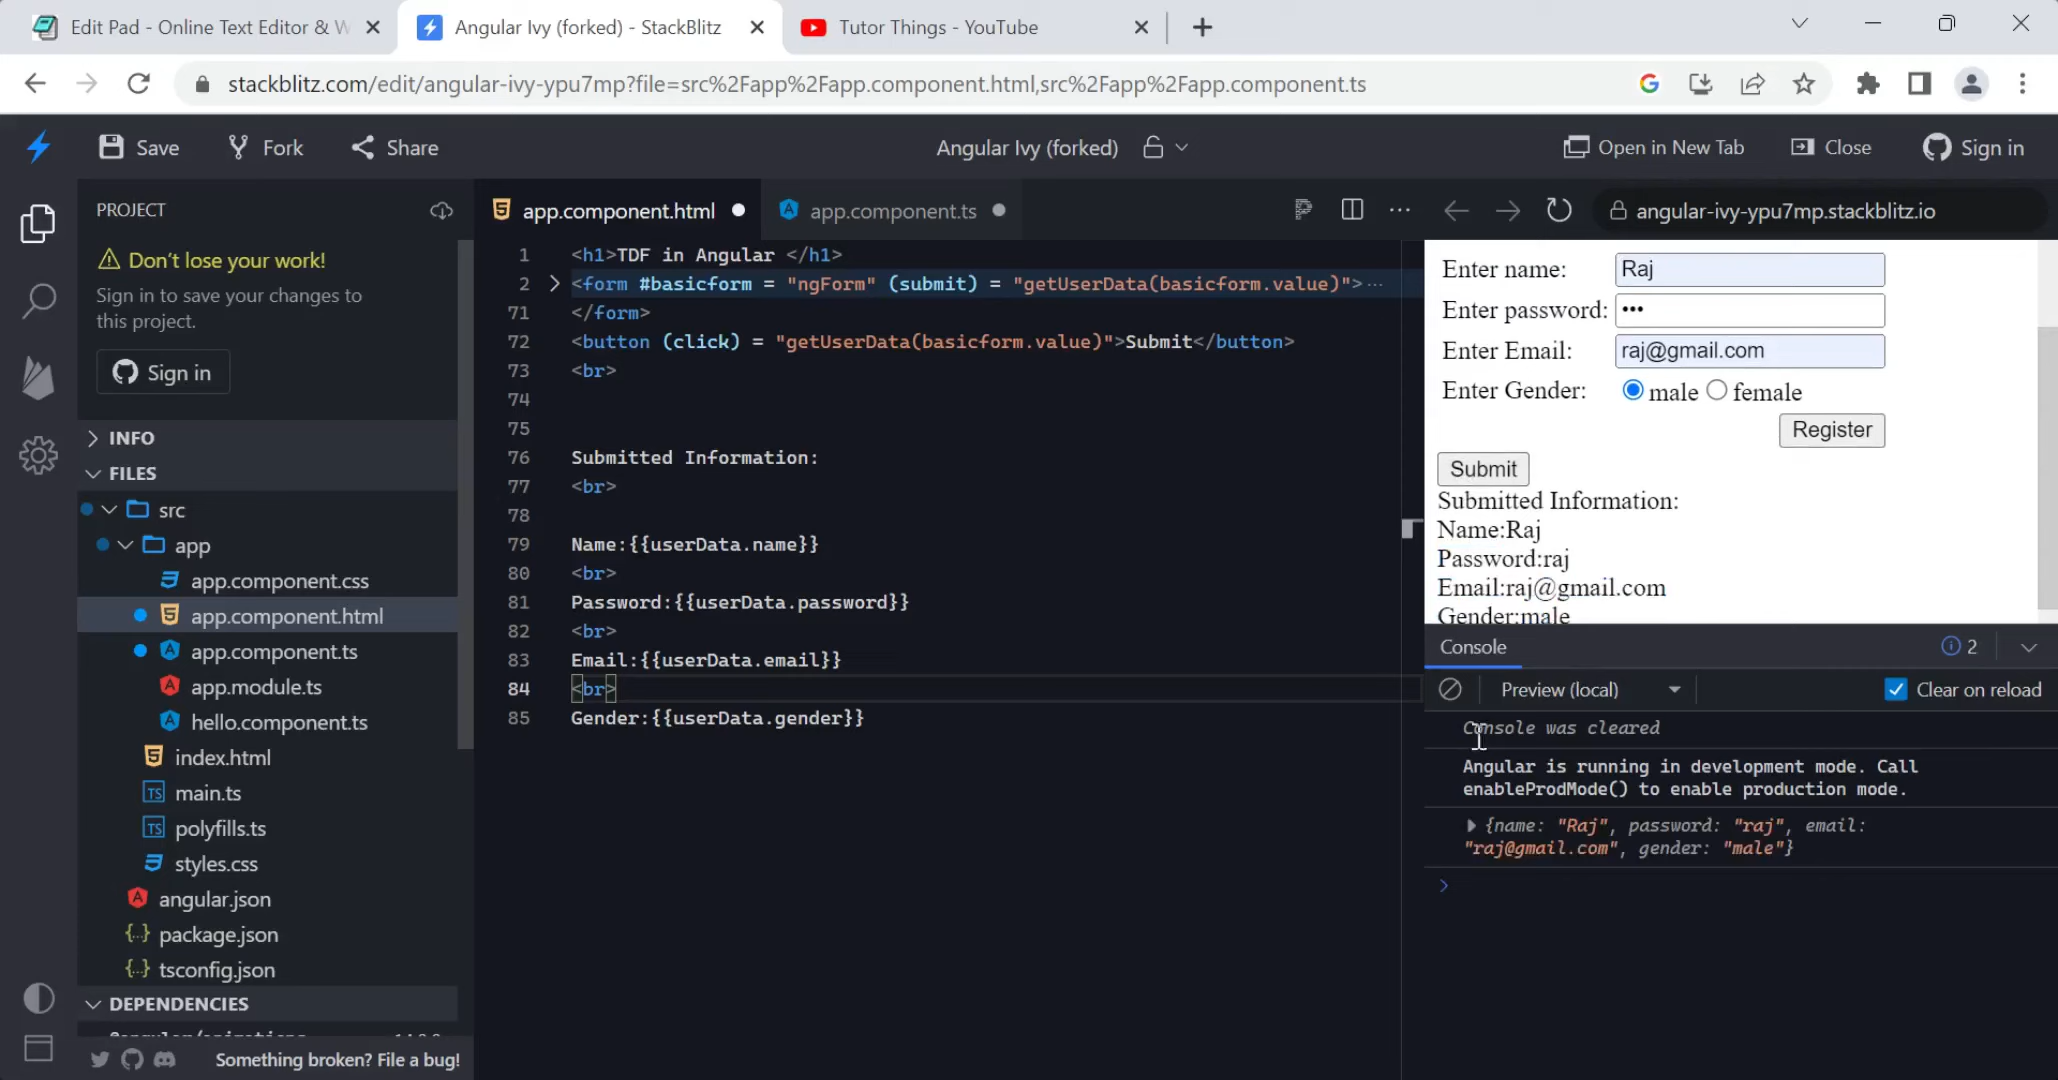 Edit Pad - Online Text Editor & W
Angular Ivy (forked) - StackBlitz
Tutor Things - YouTube
stackblitz.com/edit/angular-ivy-ypu7mp?file=src%2Fapp%2Fapp.component.html,src%2Fapp%2Fapp.component.ts
Save
Fork
Share
Angular Ivy (forked)
Open in New Tab
Close
Sign in
PROJECT
Don't lose your work!
Sign in to save your changes to
this project.
Sign in
INFO
FILES
src
app
app.component.css
app.component.html
app.component.ts
app.module.ts
hello.component.ts
index.html
main.ts
polyfills.ts
styles.css
angular.json
package.json
tsconfig.json
DEPENDENCIES
Something broken? File a bug!
app.component.html
app.component.ts
1 <h1>TDF in Angular </h1>
2 <form #basicform = "ngForm" (submit) = "getUserData(basicform.value)">…
71 </form>
72 <button (click) = "getUserData(basicform.value)">Submit</button>
73 <br>
74
75
76 Submitted Information:
77 <br>
78
79 Name:{{userData.name}}
80 <br>
81 Password:{{userData.password}}
82 <br>
83 Email:{{userData.email}}
84 <br>
85 Gender:{{userData.gender}}
angular-ivy-ypu7mp.stackblitz.io
Enter name: Raj
Enter password: •••
Enter Email: raj@gmail.com
Enter Gender: male female
Register
Submit
Submitted Information:
Name:Raj
Password:raj
Email:raj@gmail.com
Gender:male
Console
2
Preview (local)
Clear on reload
Console was cleared
Angular is running in development mode. Call
enableProdMode() to enable production mode.
{name: "Raj", password: "raj", email:
"raj@gmail.com", gender: "male"}